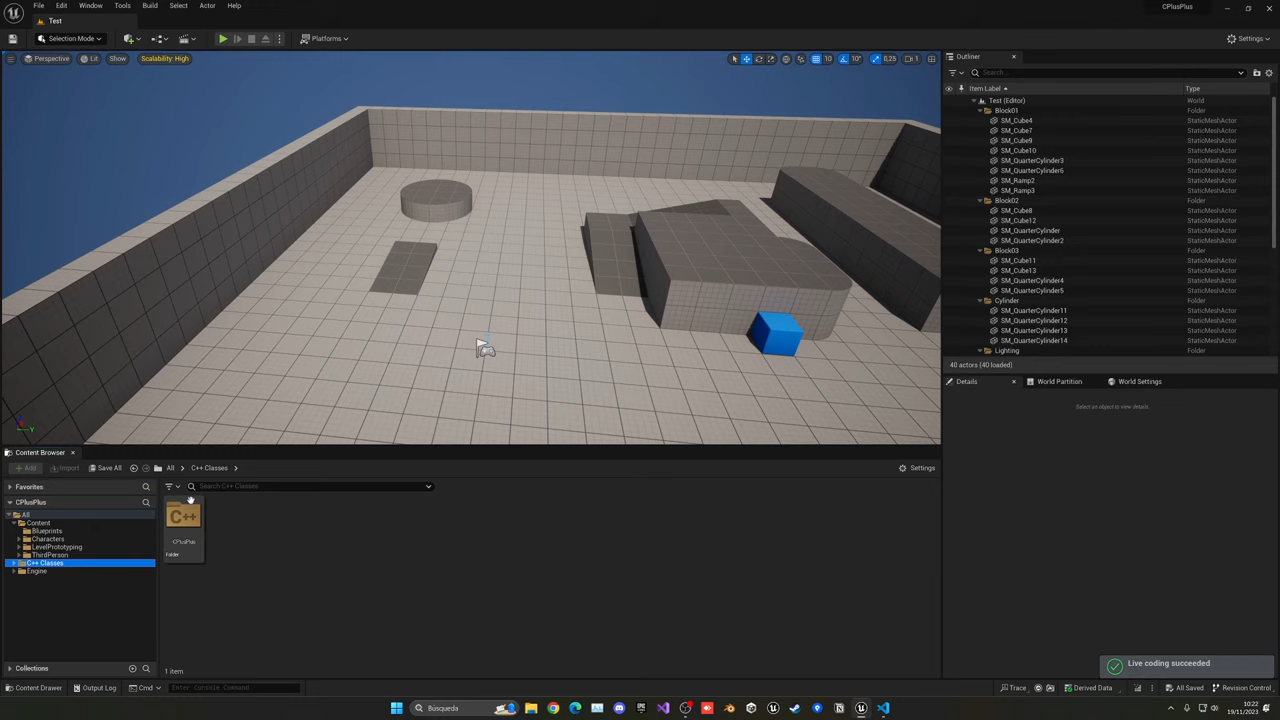 File Edit Window Tools Build Select Actor Help CPlusPlus
Test
Selection Mode Platforms Settings
Perspective Lit Show Scalability: High 10 10° 0,25 1
Outliner
Search...
Item Label Type
Test (Editor) World
Block01 Folder
SM_Cube4 StaticMeshActor
SM_Cube7 StaticMeshActor
SM_Cube9 StaticMeshActor
SM_Cube10 StaticMeshActor
SM_QuarterCylinder3 StaticMeshActor
SM_QuarterCylinder6 StaticMeshActor
SM_Ramp2 StaticMeshActor
SM_Ramp3 StaticMeshActor
Block02 Folder
SM_Cube8 StaticMeshActor
SM_Cube12 StaticMeshActor
SM_QuarterCylinder StaticMeshActor
SM_QuarterCylinder2 StaticMeshActor
Block03 Folder
SM_Cube11 StaticMeshActor
SM_Cube13 StaticMeshActor
SM_QuarterCylinder4 StaticMeshActor
SM_QuarterCylinder5 StaticMeshActor
Cylinder Folder
SM_QuarterCylinder11 StaticMeshActor
SM_QuarterCylinder12 StaticMeshActor
SM_QuarterCylinder13 StaticMeshActor
SM_QuarterCylinder14 StaticMeshActor
Lighting Folder
40 actors (40 loaded)
Details World Partition World Settings
Select an object to view details.
Z
Y
Content Browser
Add Import Save All All C++ Classes Settings
Favorites Search C++ Classes
CPlusPlus
All
Content
Blueprints
Characters
LevelPrototyping
ThirdPerson
C++ Classes
Engine
C++
CPlusPlus
Folder
Collections 1 item
Live coding succeeded
Content Drawer Output Log Cmd Enter Console Command Trace Derived Data All Saved Revision Control
Búsqueda
10:22
19/11/2023